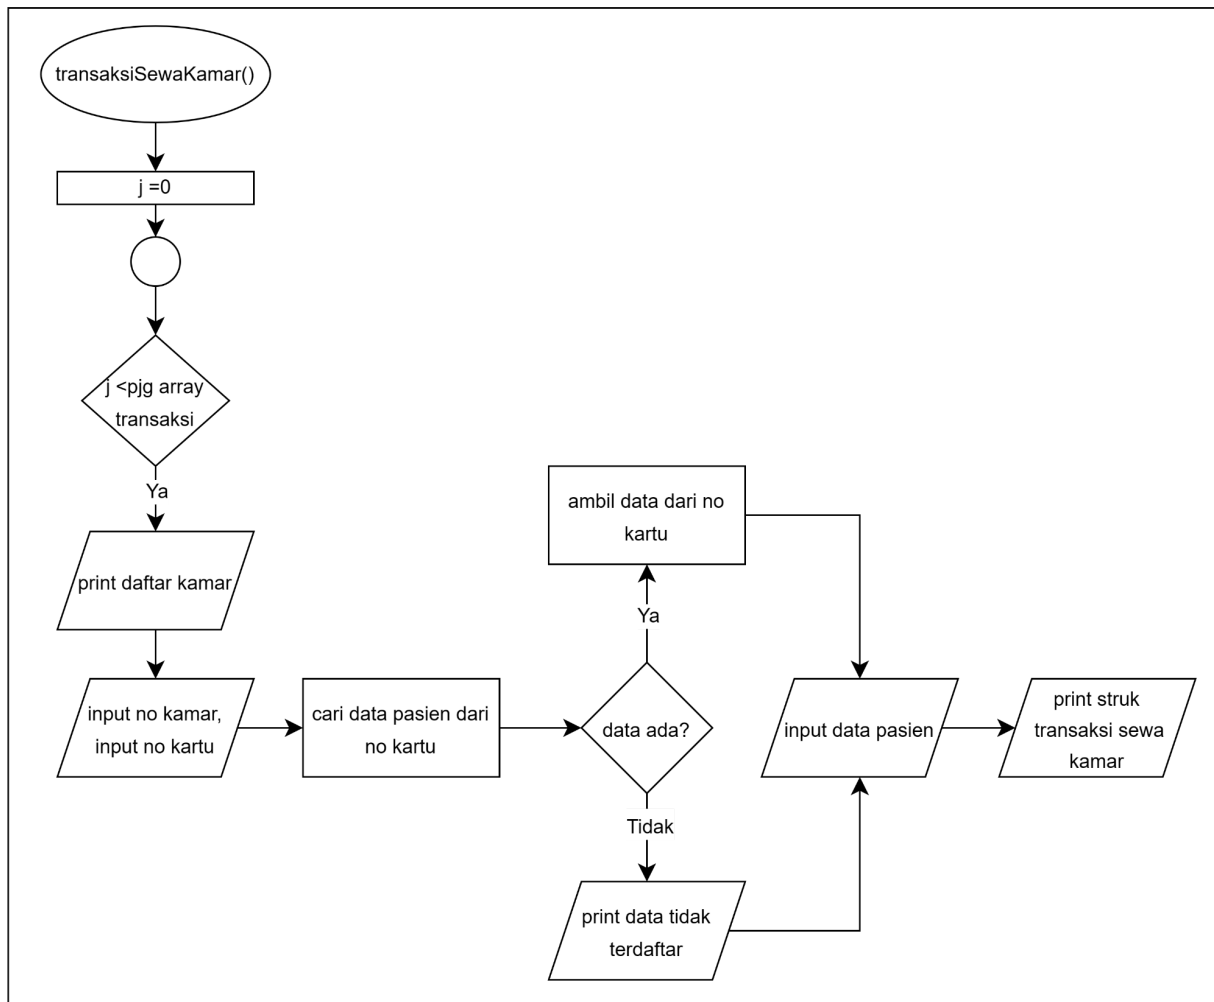 transaksiSewaKamar()
j =0
j <pjg array
transaksi
Ya
print daftar kamar
input no kamar,
input no kartu
cari data pasien dari
no kartu
data ada?
Ya
ambil data dari no
kartu
Tidak
print data tidak
terdaftar
input data pasien
print struk
transaksi sewa
kamar